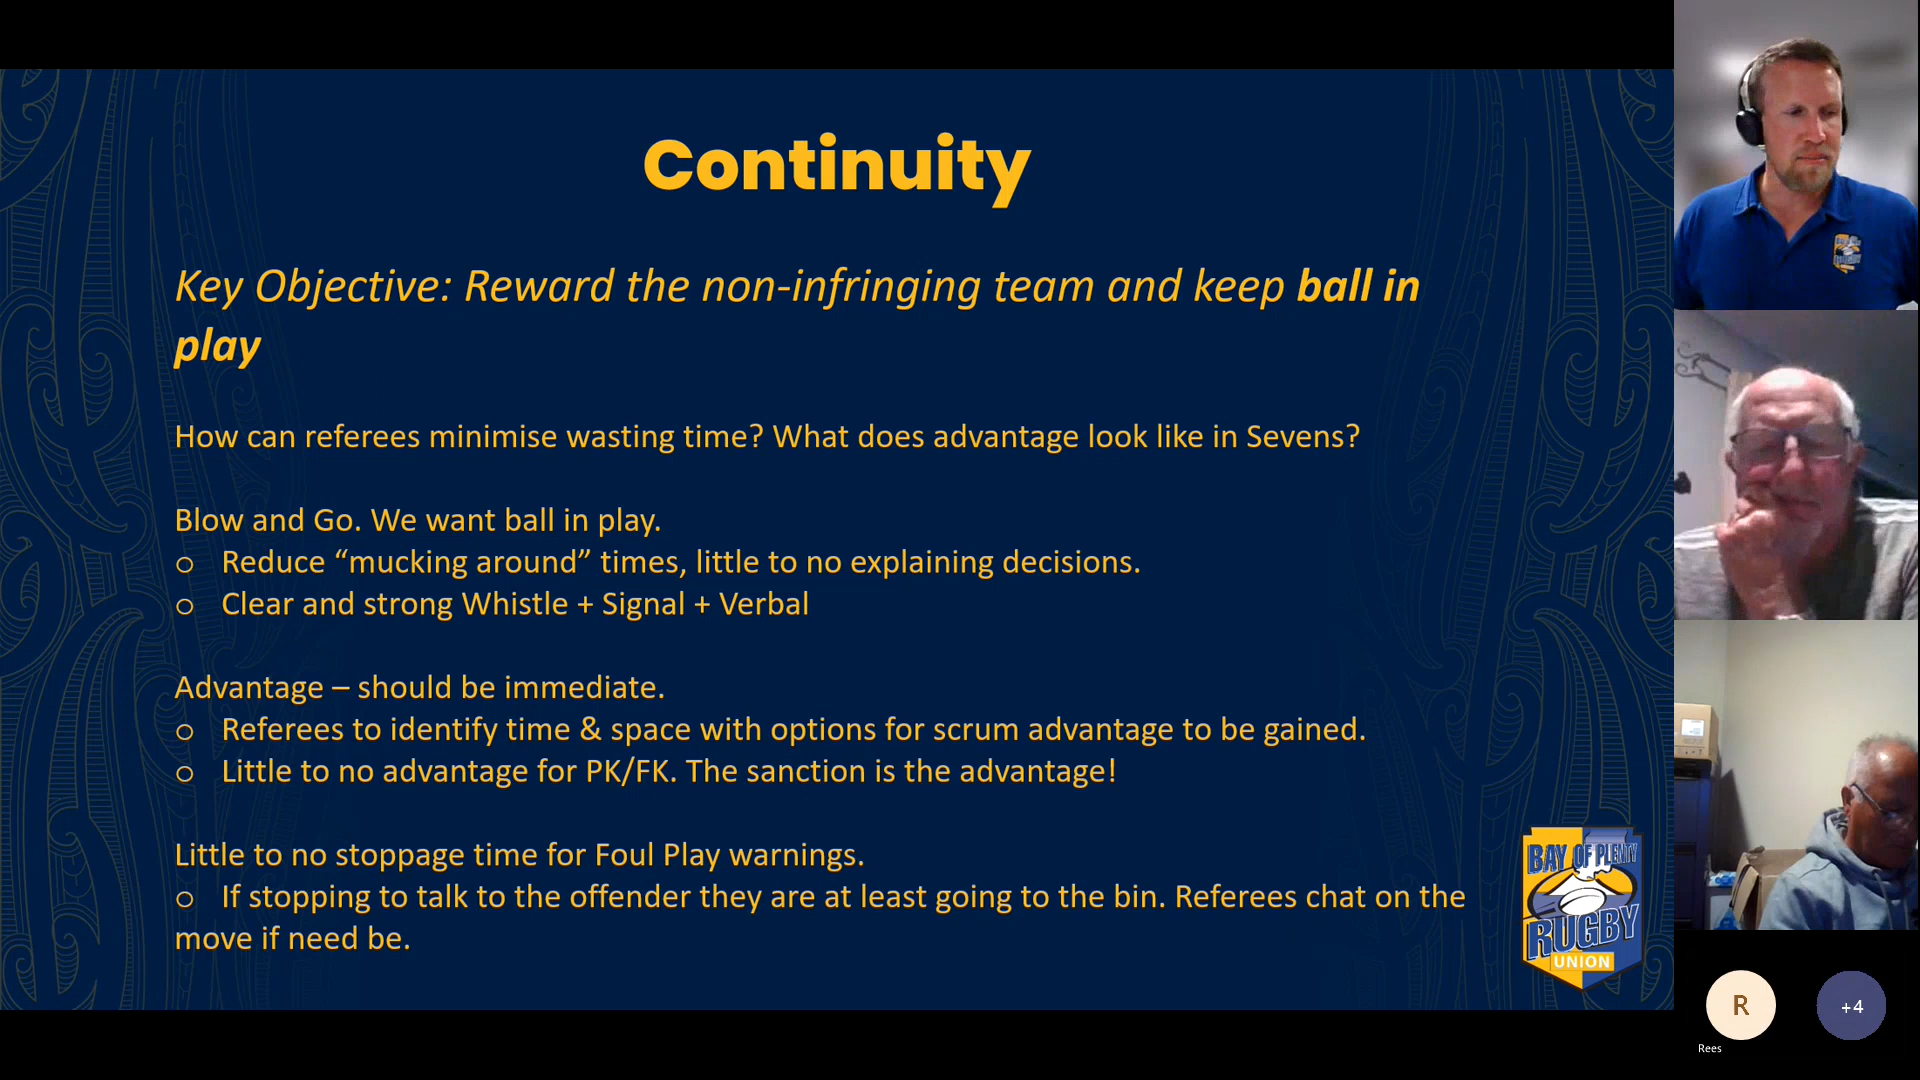 Continuity
Key Objective: Reward the non-infringing team and keep ball in
play
How can referees minimise wasting time? What does advantage look like in Sevens?
Blow and Go. We want ball in play.
o Reduce “mucking around” times, little to no explaining decisions.
o Clear and strong Whistle + Signal + Verbal
Advantage – should be immediate.
o Referees to identify time & space with options for scrum advantage to be gained.
o Little to no advantage for PK/FK. The sanction is the advantage!
Little to no stoppage time for Foul Play warnings.
o If stopping to talk to the offender they are at least going to the bin. Referees chat on the
move if need be.
BAY OF PLENTY
RUGBY
UNION
R
+4
Rees